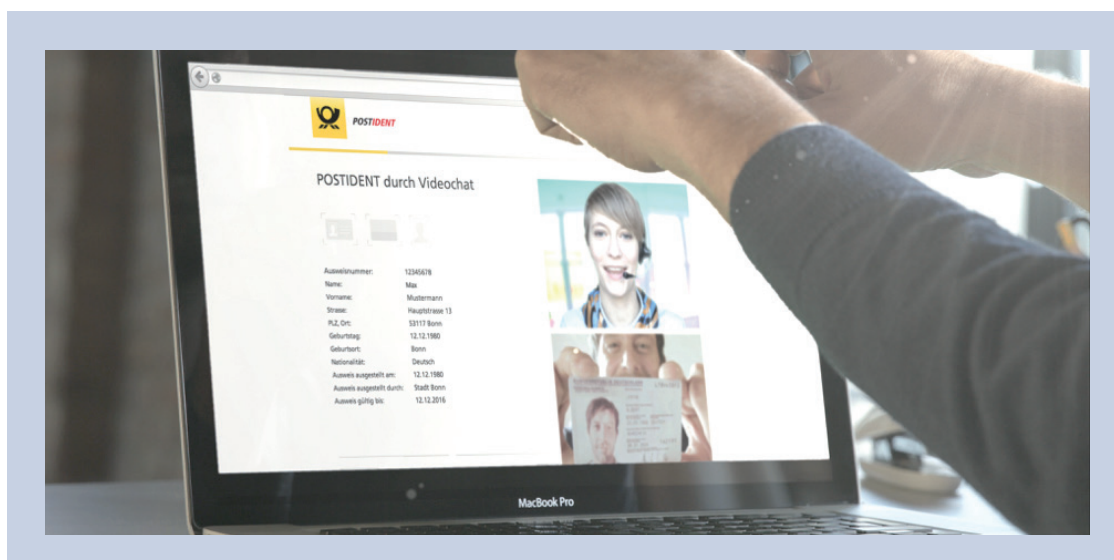 POSTIDENT
POSTIDENT durch Videochat
Ausweisnummer: 12345678
Name: Max
Vorname: Mustermann
Strasse: Hauptstrasse 13
PLZ, Ort: 53117 Bonn
Geburtstag: 12.12.1980
Geburtsort: Bonn
Nationalität: Deutsch
Ausweis ausgestellt am: 12.12.1980
Ausweis ausgestellt durch: Stadt Bonn
Ausweis gültig bis: 12.12.2016
MacBook Pro